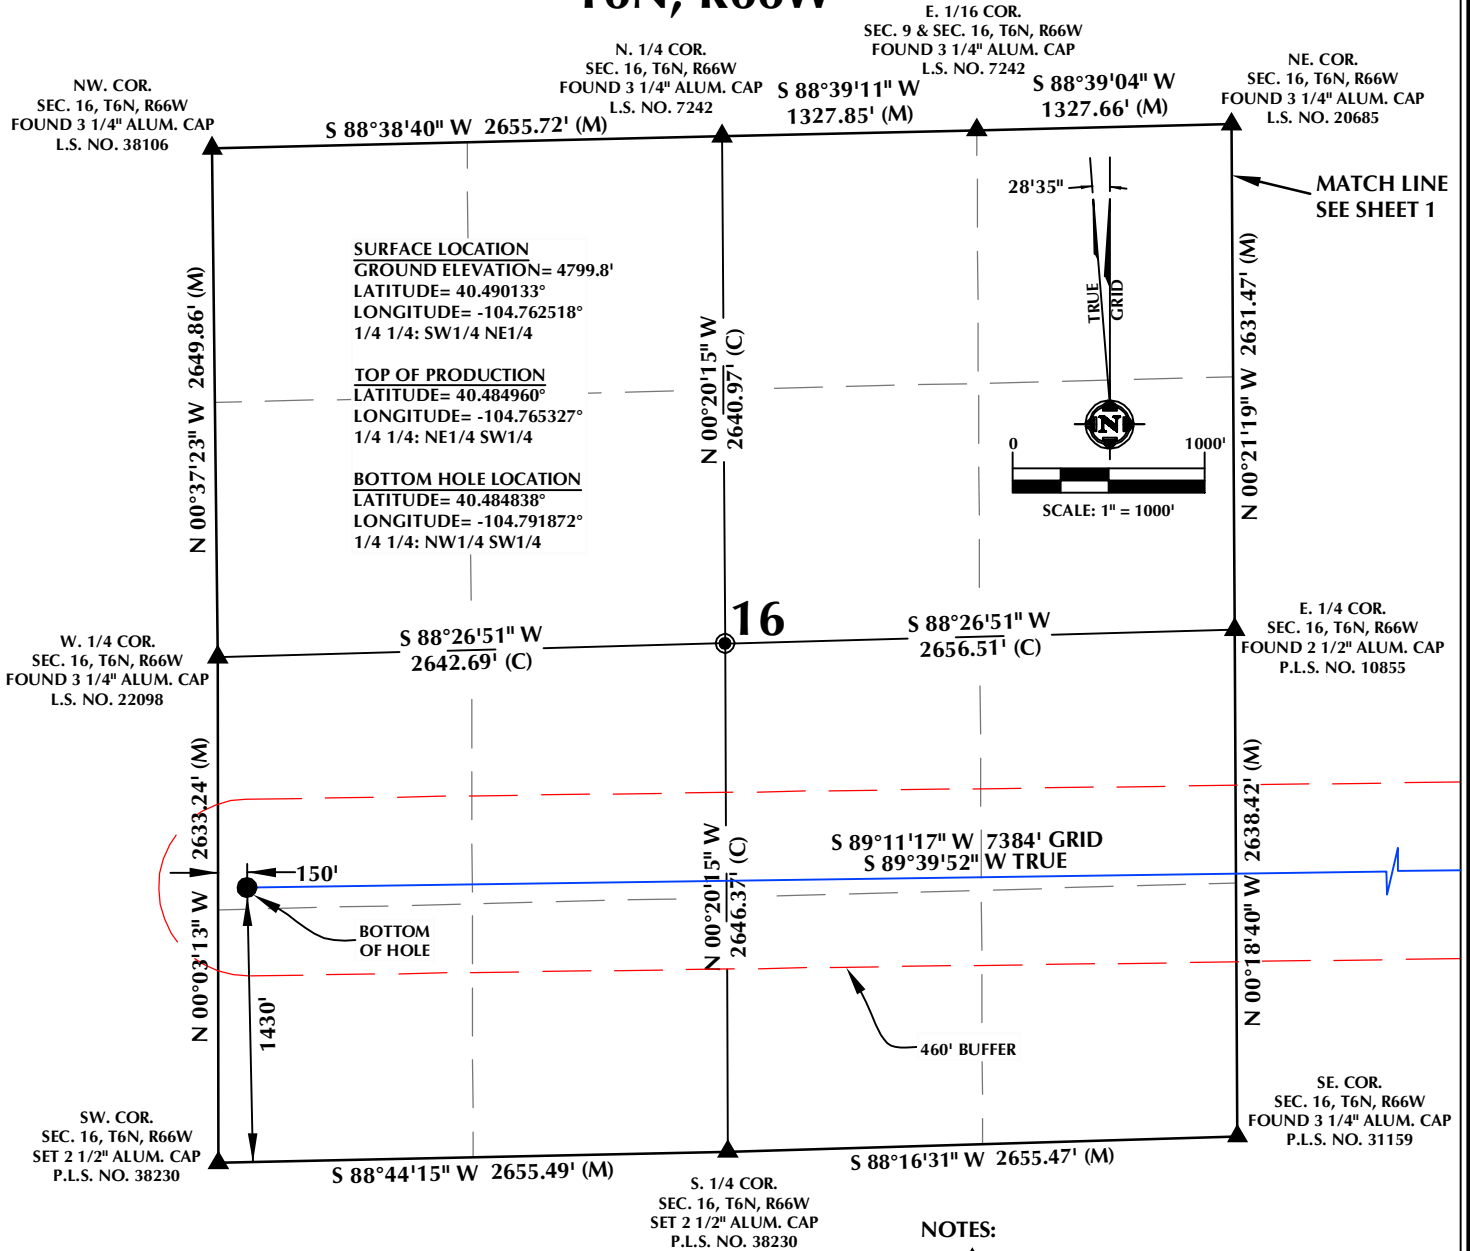 T6N, R66W
NW. COR.
SEC. 16, T6N, R66W
FOUND 3 1/4" ALUM. CAP
L.S. NO. 38106
N. 1/4 COR.
SEC. 16, T6N, R66W
FOUND 3 1/4" ALUM. CAP
L.S. NO. 7242
E. 1/16 COR.
SEC. 9 & SEC. 16, T6N, R66W
FOUND 3 1/4" ALUM. CAP
L.S. NO. 7242
NE. COR.
SEC. 16, T6N, R66W
FOUND 3 1/4" ALUM. CAP
L.S. NO. 20685
S 88°38'40" W 2655.72' (M)
S 88°39'11" W
1327.85' (M)
S 88°39'04" W
1327.66' (M)
MATCH LINE
SEE SHEET 1
28'35"
TRUE
GRID
N
0 1000'
SCALE: 1" = 1000'
SURFACE LOCATION
GROUND ELEVATION= 4799.8'
LATITUDE= 40.490133°
LONGITUDE= -104.762518°
1/4 1/4: SW1/4 NE1/4
TOP OF PRODUCTION
LATITUDE= 40.484960°
LONGITUDE= -104.765327°
1/4 1/4: NE1/4 SW1/4
BOTTOM HOLE LOCATION
LATITUDE= 40.484838°
LONGITUDE= -104.791872°
1/4 1/4: NW1/4 SW1/4
N 00°37'23" W 2649.86' (M)
N 00°20'15" W
2640.97' (C)
N 00°21'19" W 2631.47' (M)
W. 1/4 COR.
SEC. 16, T6N, R66W
FOUND 3 1/4" ALUM. CAP
L.S. NO. 22098
S 88°26'51" W
2642.69' (C)
16
S 88°26'51" W
2656.51' (C)
E. 1/4 COR.
SEC. 16, T6N, R66W
FOUND 2 1/2" ALUM. CAP
P.L.S. NO. 10855
N 00°03'13" W 2633.24' (M)
N 00°20'15" W
2646.37' (C)
N 00°18'40" W 2638.42' (M)
S 89°11'17" W 7384' GRID
S 89°39'52" W TRUE
150'
BOTTOM
OF HOLE
1430'
460' BUFFER
SW. COR.
SEC. 16, T6N, R66W
SET 2 1/2" ALUM. CAP
P.L.S. NO. 38230
S 88°44'15" W 2655.49' (M)
S. 1/4 COR.
SEC. 16, T6N, R66W
SET 2 1/2" ALUM. CAP
P.L.S. NO. 38230
S 88°16'31" W 2655.47' (M)
SE. COR.
SEC. 16, T6N, R66W
FOUND 3 1/4" ALUM. CAP
P.L.S. NO. 31159
NOTES: